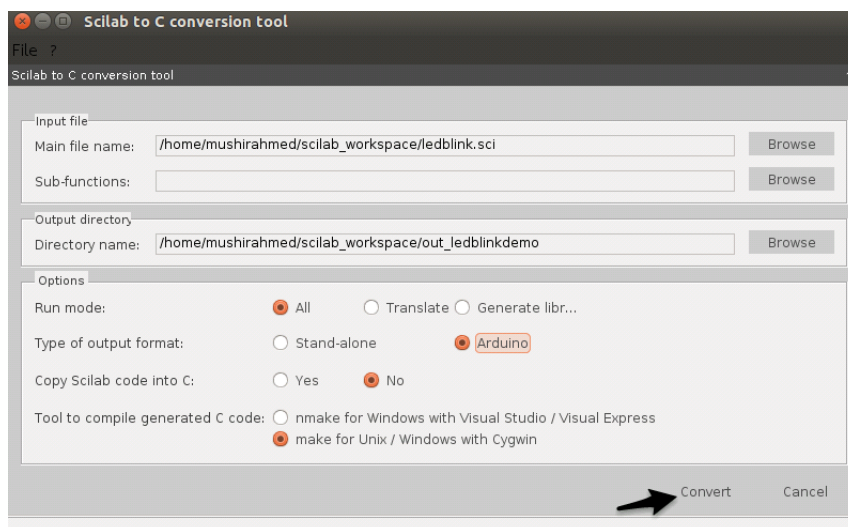 Scilab to C conversion tool
File ?
Scilab to C conversion tool
Input file
Main file name: /home/mushirahmed/scilab_workspace/ledblink.sci Browse
Sub-functions: Browse
Output directory
Directory name: /home/mushirahmed/scilab_workspace/out_ledblinkdemo Browse
Options
Run mode: All Translate Generate libr...
Type of output format: Stand-alone Arduino
Copy Scilab code into C: Yes No
Tool to compile generated C code: nmake for Windows with Visual Studio / Visual Express
make for Unix / Windows with Cygwin
Convert Cancel